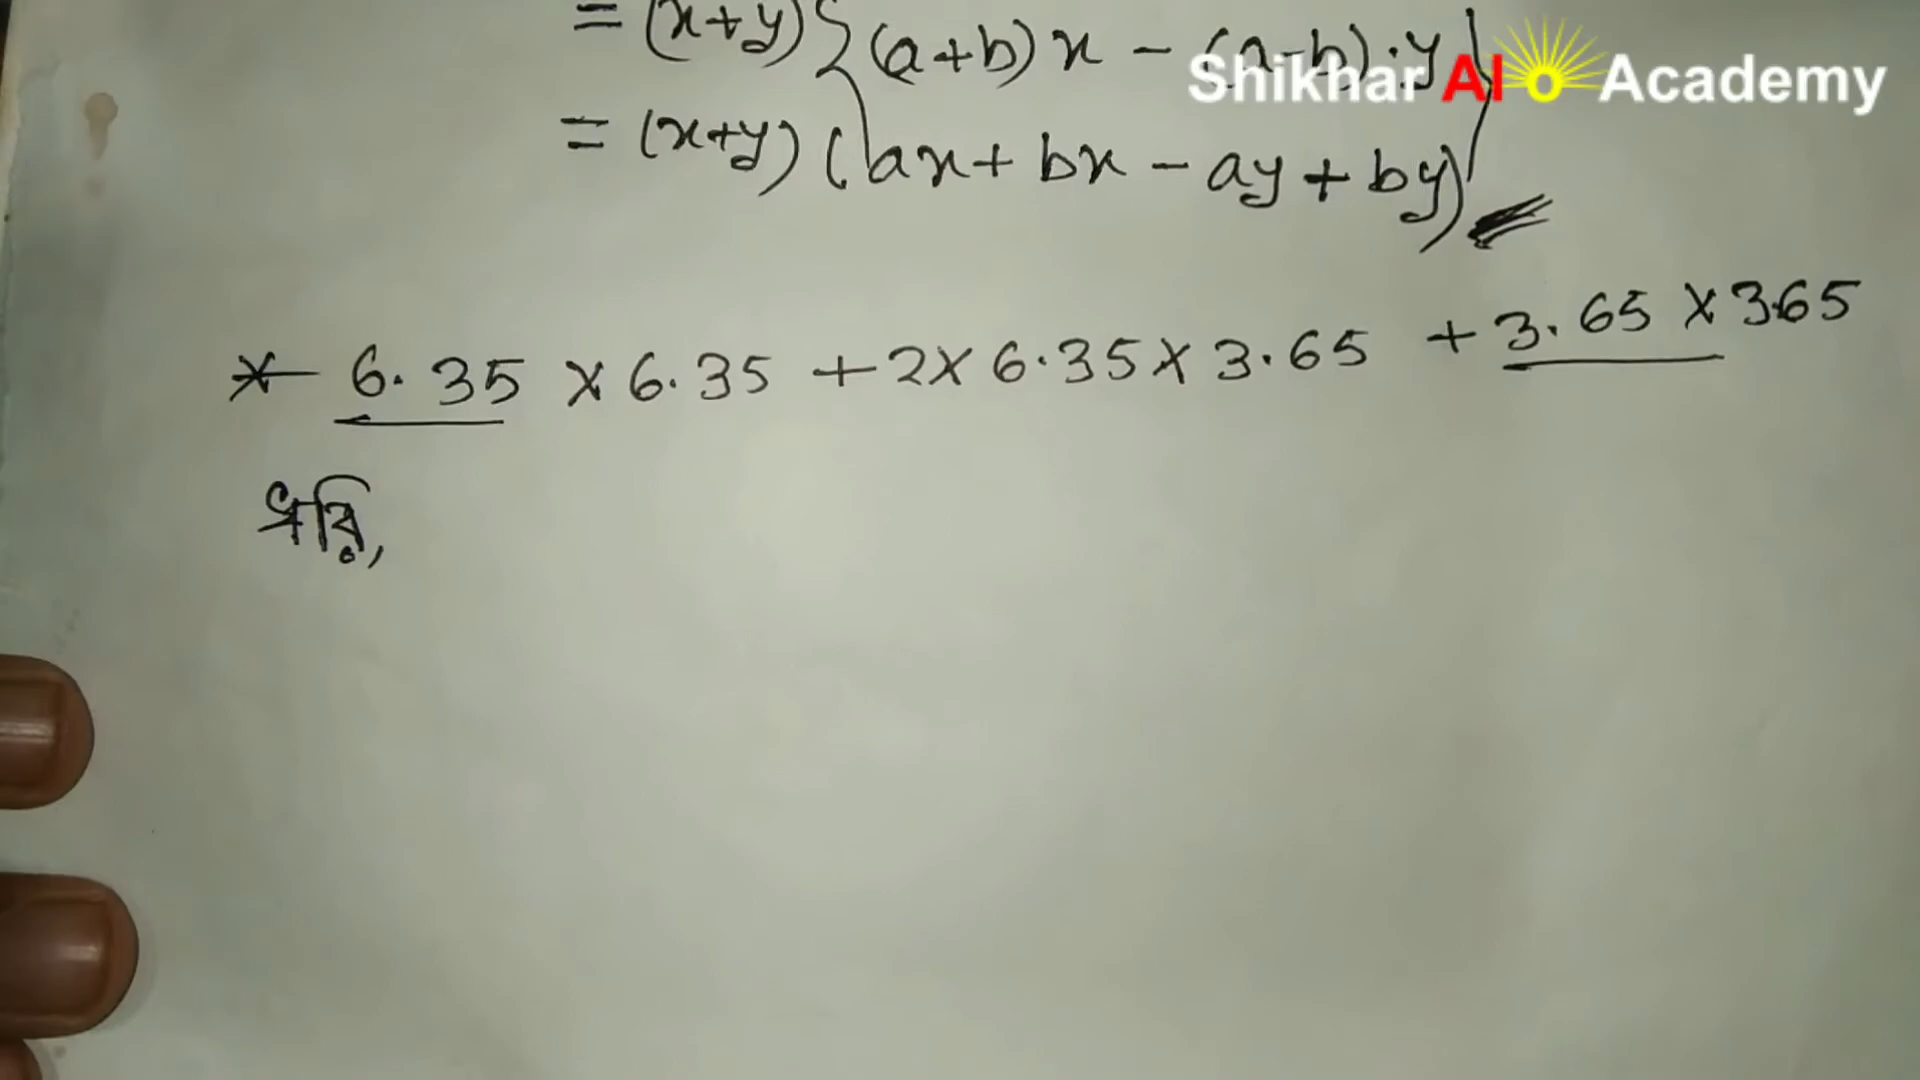 = (x+y) {(a+b) x - (a-b).y}
Shikhar Alo Academy
= (x+y) (ax + bx - ay + by)
* 6.35 x 6.35 + 2x 6.35 x 3.65 + 3.65 x 3.65
ধরি,